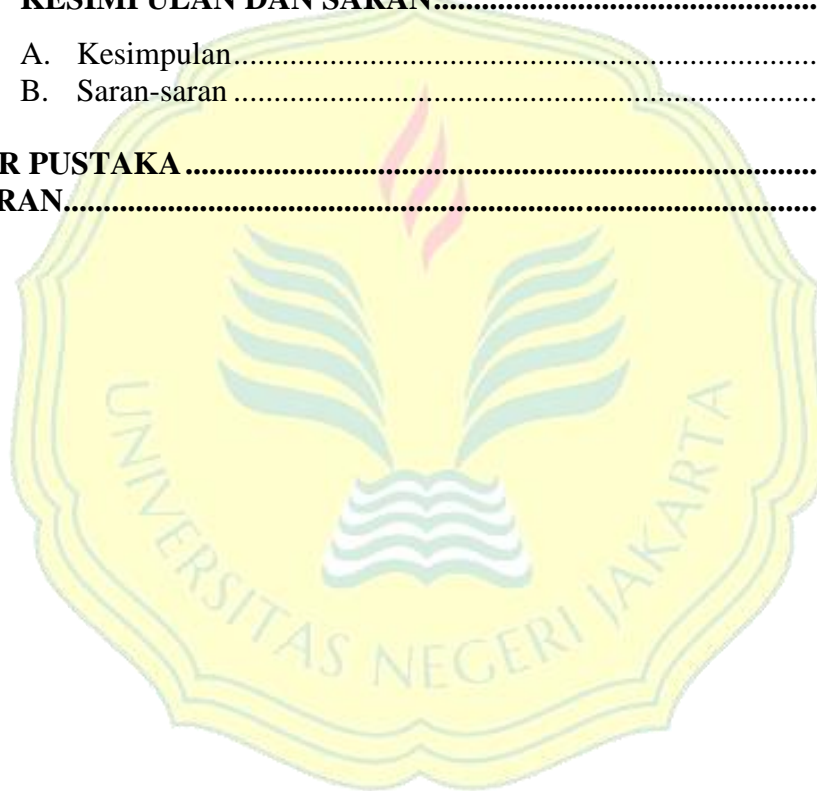 KESIMPULAN DAN SARAN..............................................................
A. Kesimpulan..............................................................................
B. Saran-saran ..............................................................................
R PUSTAKA ..............................................................................
RAN..............................................................................................
UNIVERSITAS NEGERI JAKARTA